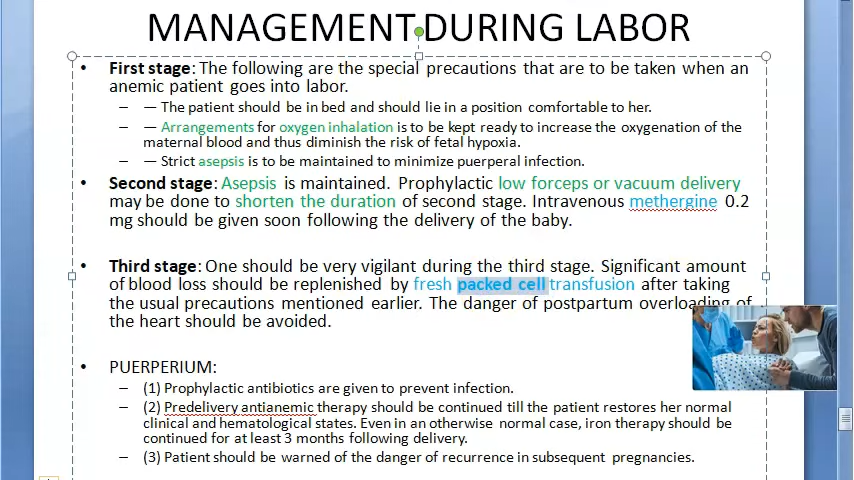 MANAGEMENT DURING LABOR
• First stage: The following are the special precautions that are to be taken when an
anemic patient goes into labor.
– — The patient should be in bed and should lie in a position comfortable to her.
– — Arrangements for oxygen inhalation is to be kept ready to increase the oxygenation of the
maternal blood and thus diminish the risk of fetal hypoxia.
– — Strict asepsis is to be maintained to minimize puerperal infection.
• Second stage: Asepsis is maintained. Prophylactic low forceps or vacuum delivery
may be done to shorten the duration of second stage. Intravenous methergine 0.2
mg should be given soon following the delivery of the baby.
• Third stage: One should be very vigilant during the third stage. Significant amount
of blood loss should be replenished by fresh packed cell transfusion after taking
the usual precautions mentioned earlier. The danger of postpartum overloading of
the heart should be avoided.
• PUERPERIUM:
– (1) Prophylactic antibiotics are given to prevent infection.
– (2) Predelivery antianemic therapy should be continued till the patient restores her normal
clinical and hematological states. Even in an otherwise normal case, iron therapy should be
continued for at least 3 months following delivery.
– (3) Patient should be warned of the danger of recurrence in subsequent pregnancies.